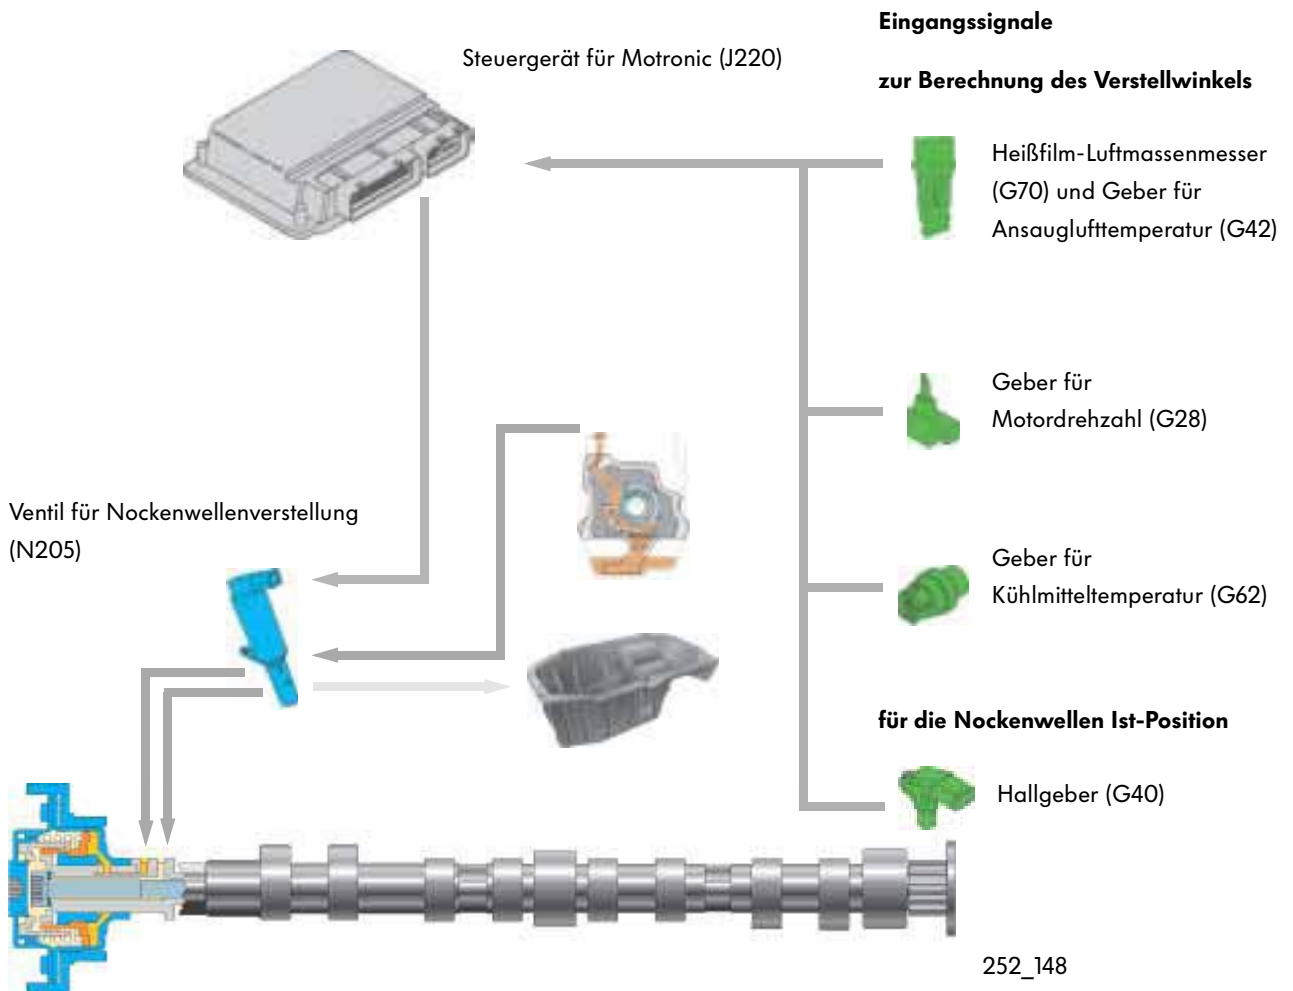 Eingangssignale
Steuergerät für Motronic (J220)
zur Berechnung des Verstellwinkels
Heißfilm-Luftmassenmesser
(G70) und Geber für
Ansauglufttemperatur (G42)
Geber für
Motordrehzahl (G28)
Ventil für Nockenwellenverstellung
(N205)
Geber für
Kühlmitteltemperatur (G62)
für die Nockenwellen Ist-Position
Hallgeber (G40)
252_148